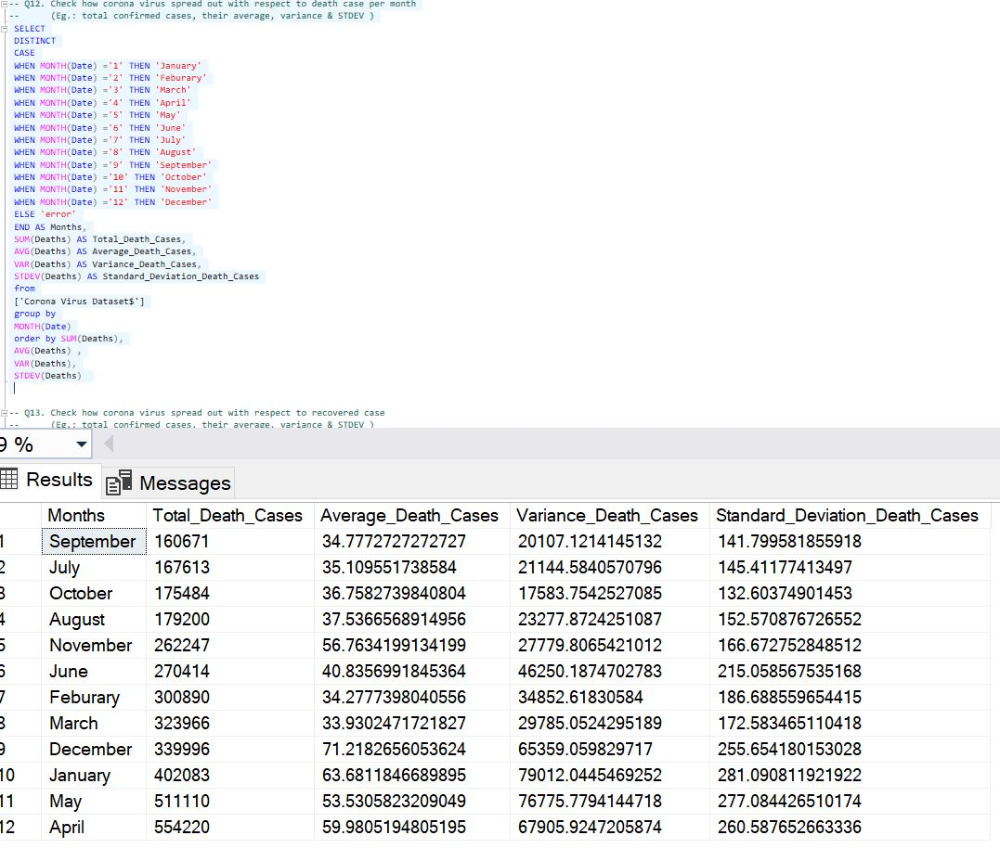 -- Q12. Check how corona virus spread out with respect to death case per month
-- (Eg.: total confirmed cases, their average, variance & STDEV )
SELECT
DISTINCT
CASE
WHEN MONTH(Date) ='1' THEN 'January'
WHEN MONTH(Date) ='2' THEN 'Feburary'
WHEN MONTH(Date) ='3' THEN 'March'
WHEN MONTH(Date) ='4' THEN 'April'
WHEN MONTH(Date) ='5' THEN 'May'
WHEN MONTH(Date) ='6' THEN 'June'
WHEN MONTH(Date) ='7' THEN 'July'
WHEN MONTH(Date) ='8' THEN 'August'
WHEN MONTH(Date) ='9' THEN 'September'
WHEN MONTH(Date) ='10' THEN 'October'
WHEN MONTH(Date) ='11' THEN 'November'
WHEN MONTH(Date) ='12' THEN 'December'
ELSE 'error'
END AS Months,
SUM(Deaths) AS Total_Death_Cases,
AVG(Deaths) AS Average_Death_Cases,
VAR(Deaths) AS Variance_Death_Cases,
STDEV(Deaths) AS Standard_Deviation_Death_Cases
from
['Corona Virus Dataset$']
group by
MONTH(Date)
order by SUM(Deaths),
AVG(Deaths) ,
VAR(Deaths),
STDEV(Deaths)
-- Q13. Check how corona virus spread out with respect to recovered case
-- (Eg.: total confirmed cases, their average, variance & STDEV )
9 %
Results Messages
Months Total_Death_Cases Average_Death_Cases Variance_Death_Cases Standard_Deviation_Death_Cases
1 September 160671 34.7772727272727 20107.1214145132 141.799581855918
2 July 167613 35.109551738584 21144.5840570796 145.41177413497
3 October 175484 36.7582739840804 17583.7542527085 132.60374901453
4 August 179200 37.5366568914956 23277.8724251087 152.570876726552
5 November 262247 56.7634199134199 27779.8065421012 166.672752848512
6 June 270414 40.8356991845364 46250.1874702783 215.058567535168
7 Feburary 300890 34.2777398040556 34852.61830584 186.688559654415
8 March 323966 33.9302471721827 29785.0524295189 172.583465110418
9 December 339996 71.2182656053624 65359.059829717 255.654180153028
10 January 402083 63.6811846689895 79012.0445469252 281.090811921922
11 May 511110 53.5305823209049 76775.7794144718 277.084426510174
12 April 554220 59.9805194805195 67905.9247205874 260.587652663336